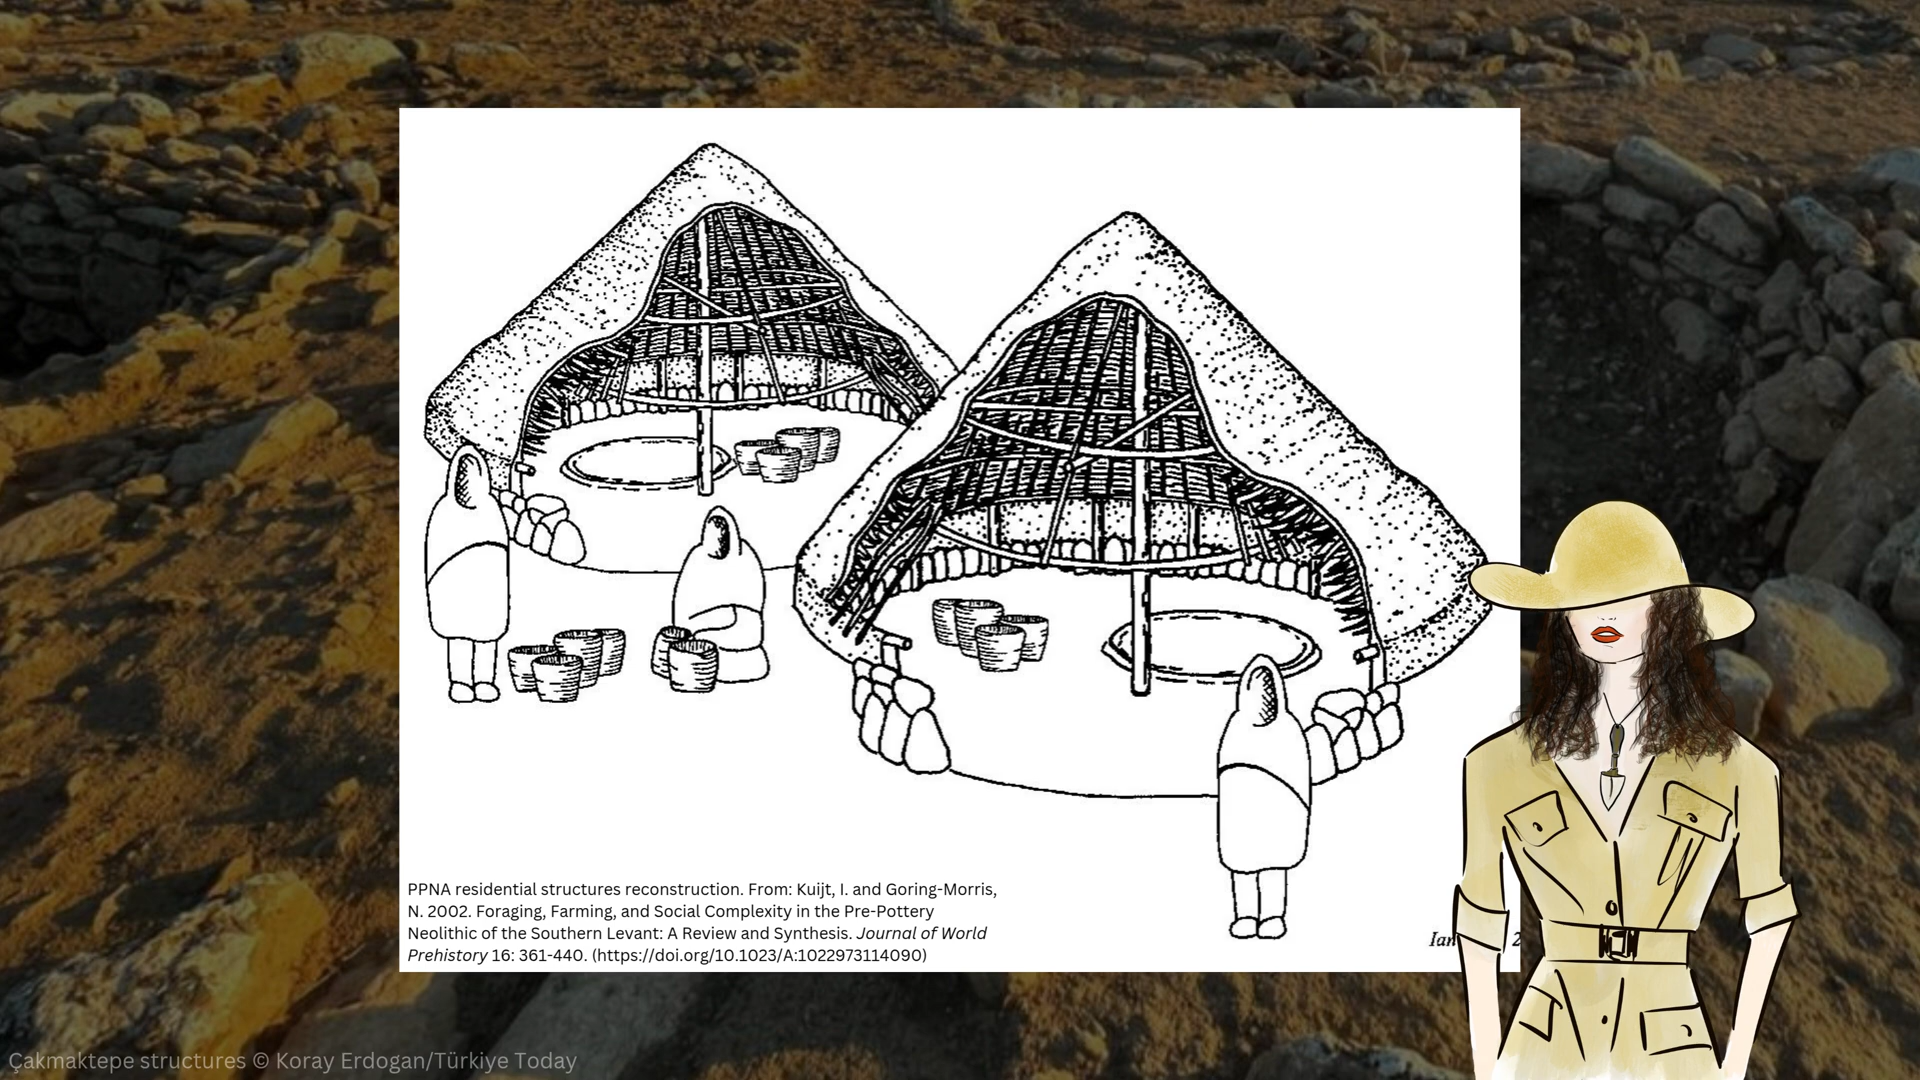 PPNA residential structures reconstruction. From: Kuijt, I. and Goring-Morris,
N. 2002. Foraging, Farming, and Social Complexity in the Pre-Pottery
Neolithic of the Southern Levant: A Review and Synthesis. Journal of World
Prehistory 16: 361-440. (https://doi.org/10.1023/A:1022973114090)
Ian 2
Çakmaktepe structures © Koray Erdogan/Türkiye Today